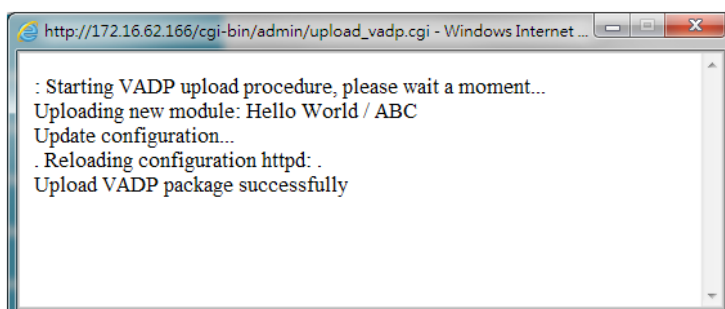 http://172.16.62.166/cgi-bin/admin/upload_vadp.cgi - Windows Internet ...
: Starting VADP upload procedure, please wait a moment...
Uploading new module: Hello World / ABC
Update configuration...
. Reloading configuration httpd: .
Upload VADP package successfully